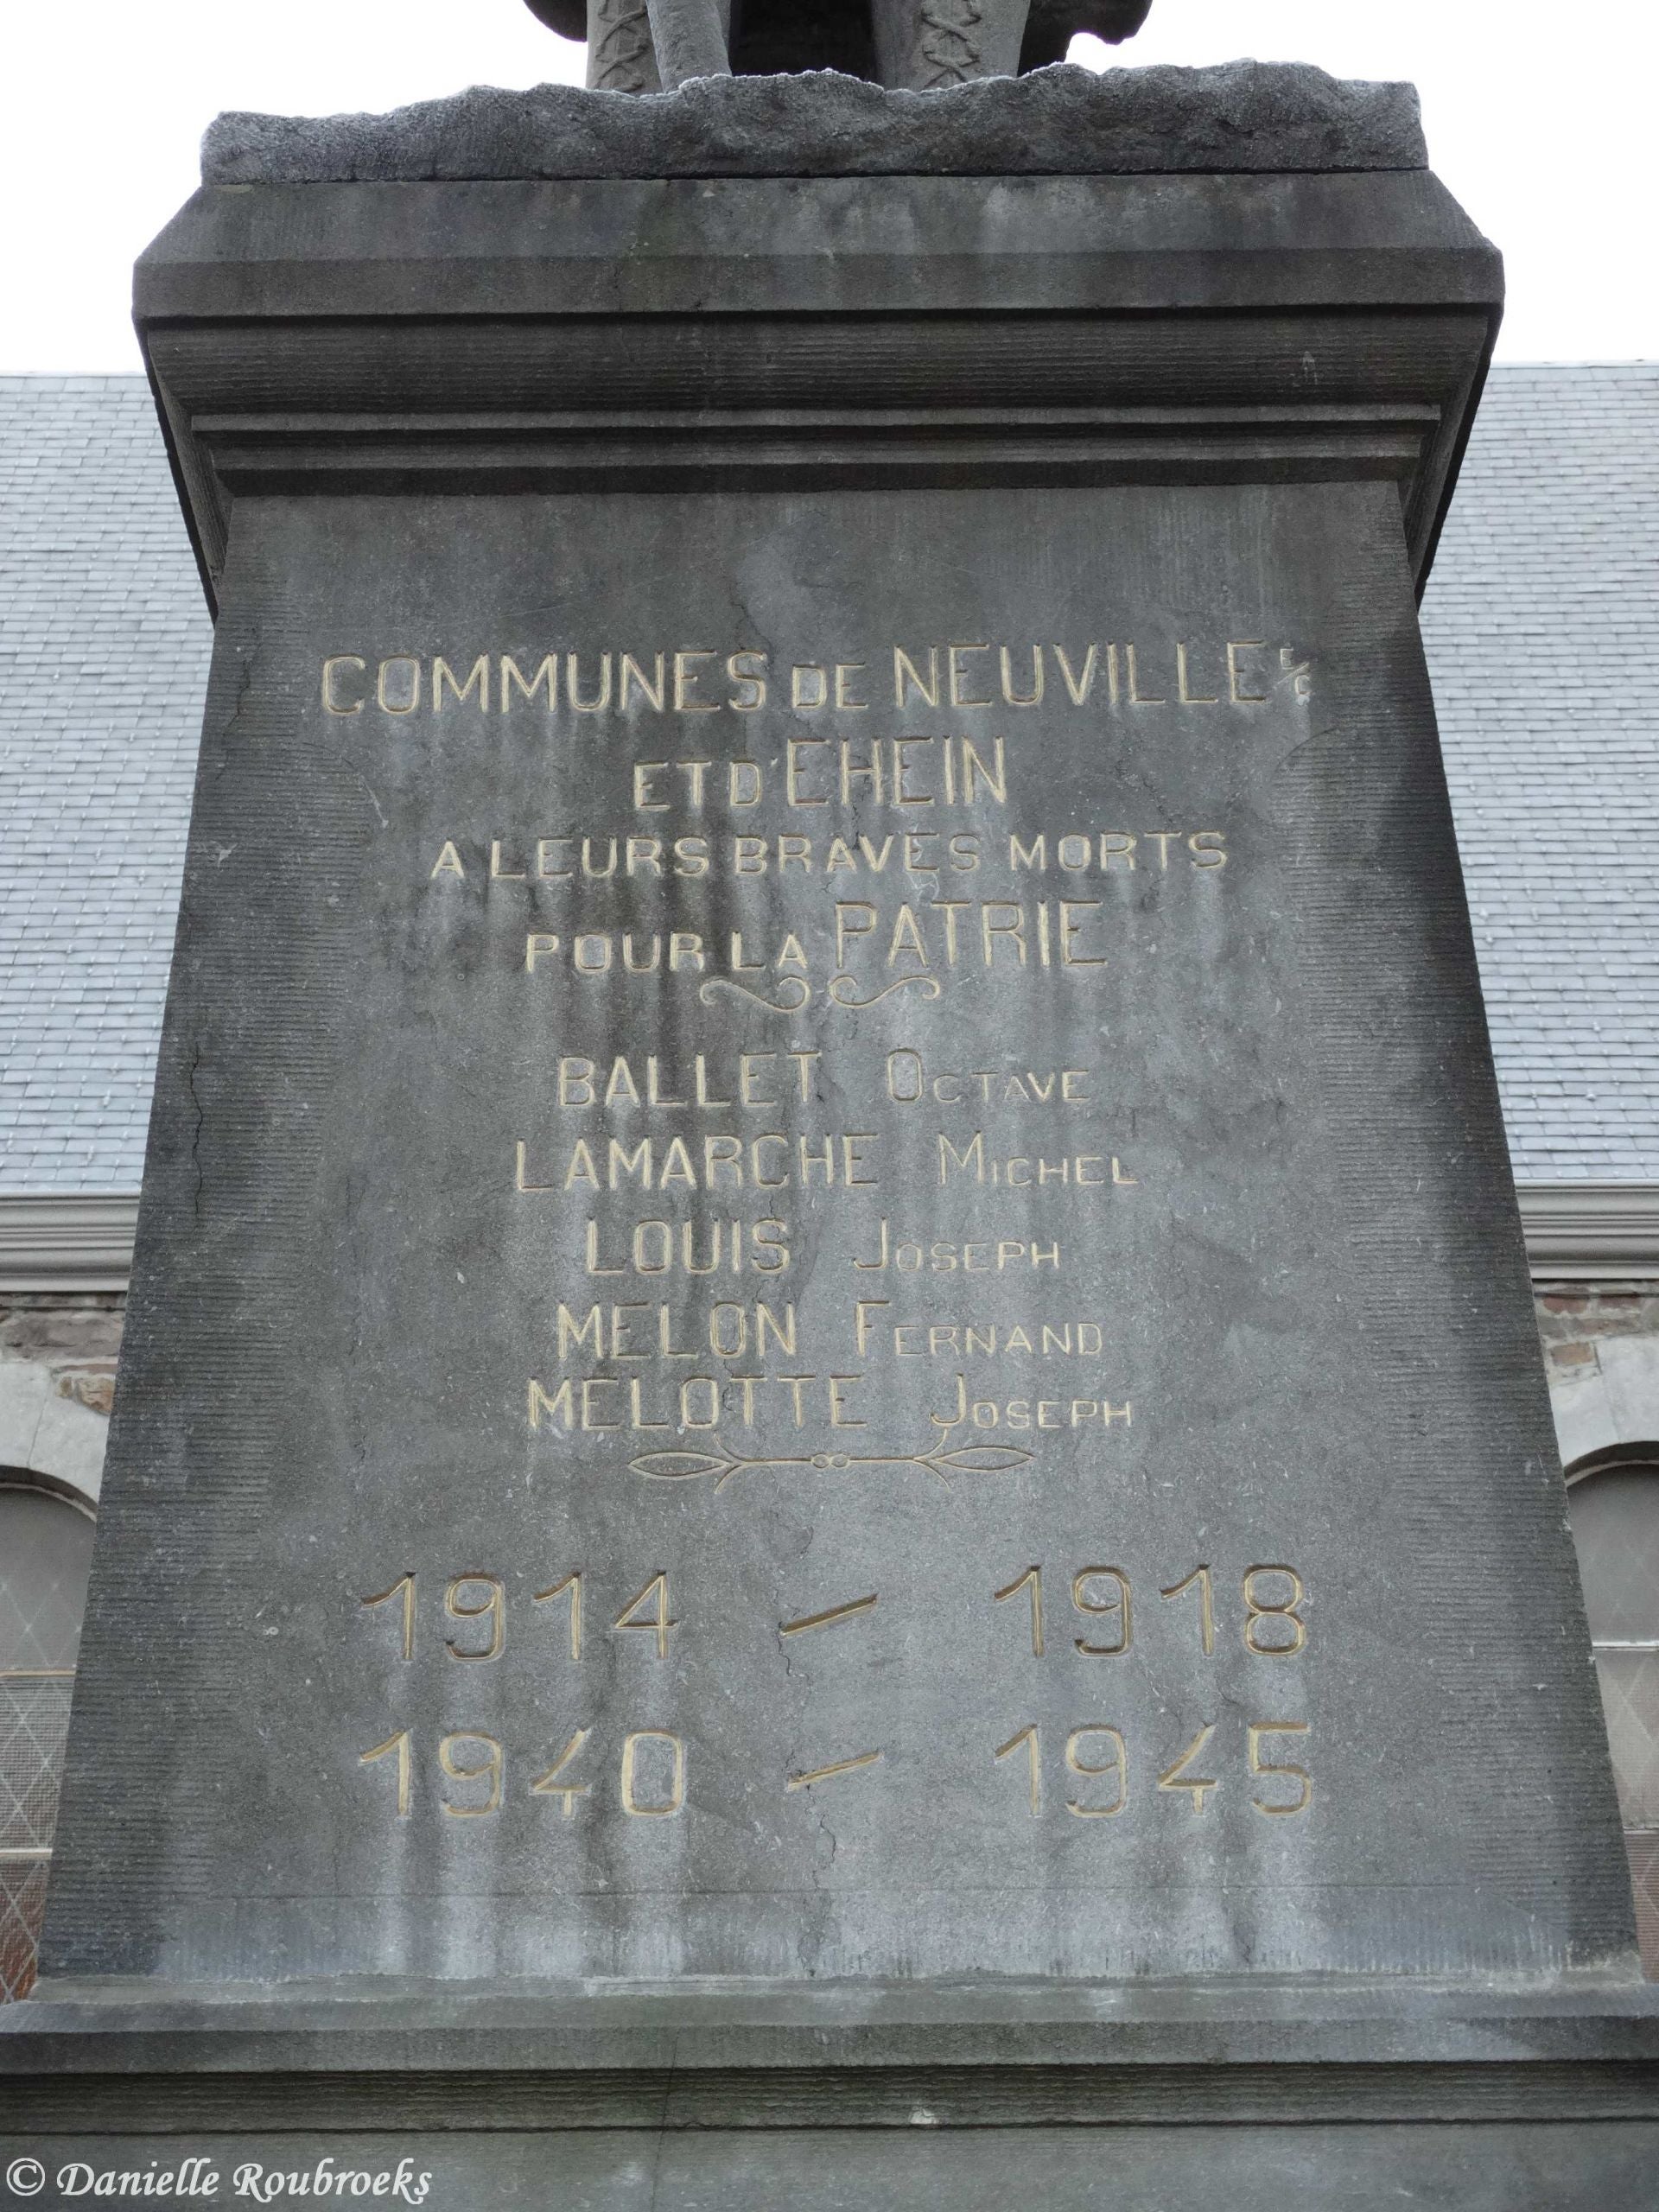 COMMUNES DE NEUVILLE E/C
ET D'EHEIN
A LEURS BRAVES MORTS
POUR LA PATRIE
BALLET OCTAVE
LAMARCHE MICHEL
LOUIS JOSEPH
MELON FERNAND
MELOTTE JOSEPH
1914 – 1918
1940 – 1945
© Danielle Roubroeks